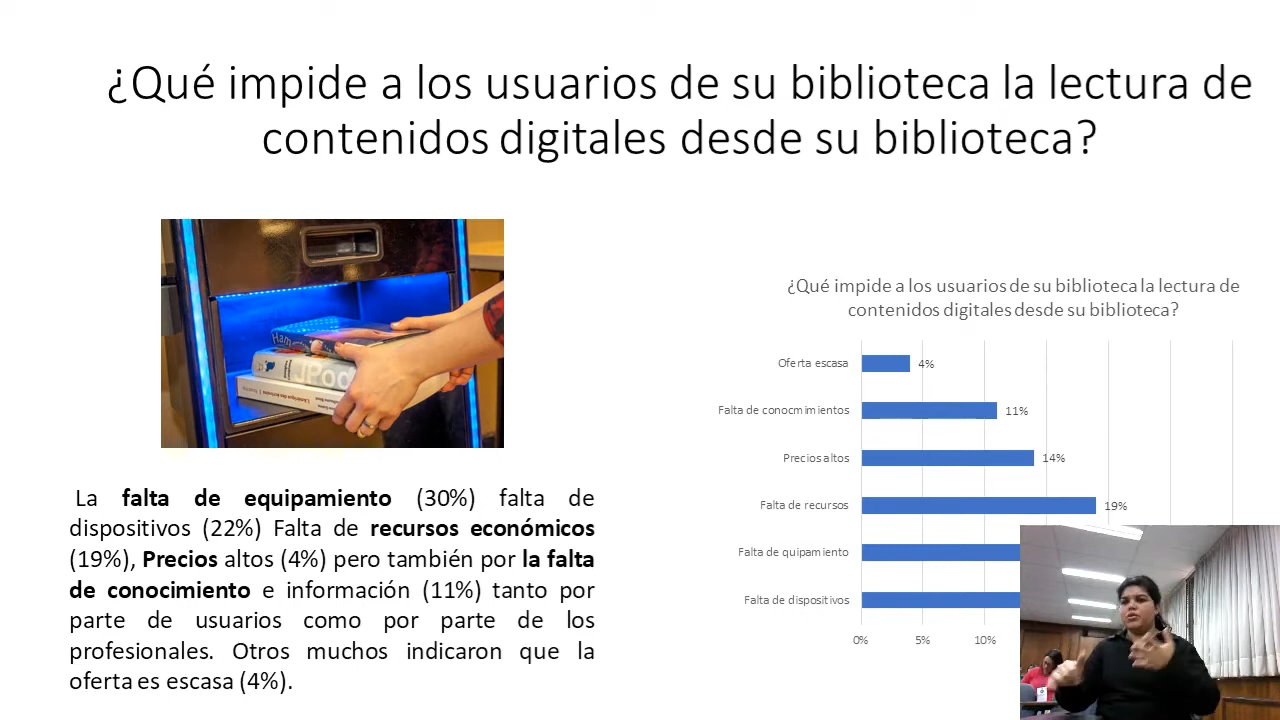 ¿Qué impide a los usuarios de su biblioteca la lectura de
contenidos digitales desde su biblioteca?
JPod
La falta de equipamiento (30%) falta de
dispositivos (22%) Falta de recursos económicos
(19%), Precios altos (4%) pero también por la falta
de conocimiento e información (11%) tanto por
parte de usuarios como por parte de los
profesionales. Otros muchos indicaron que la
oferta es escasa (4%).
¿Qué impide a los usuarios de su biblioteca la lectura de
contenidos digitales desde su biblioteca?
Oferta escasa 4%
Falta de conocmimientos 11%
Precios altos 14%
Falta de recursos 19%
Falta de quipamiento
Falta de dispositivos
0% 5% 10%